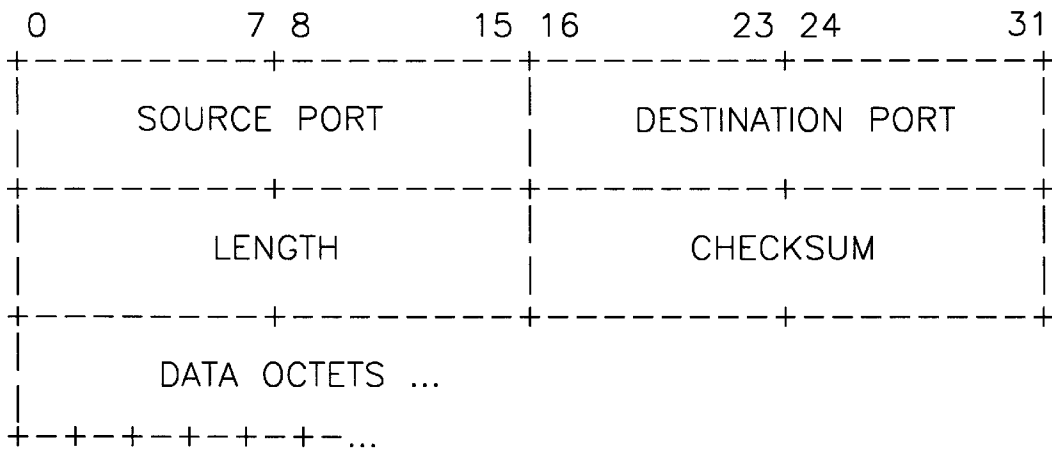 0 7 8 15 16 23 24 31
SOURCE PORT DESTINATION PORT
LENGTH CHECKSUM
DATA OCTETS ...
...